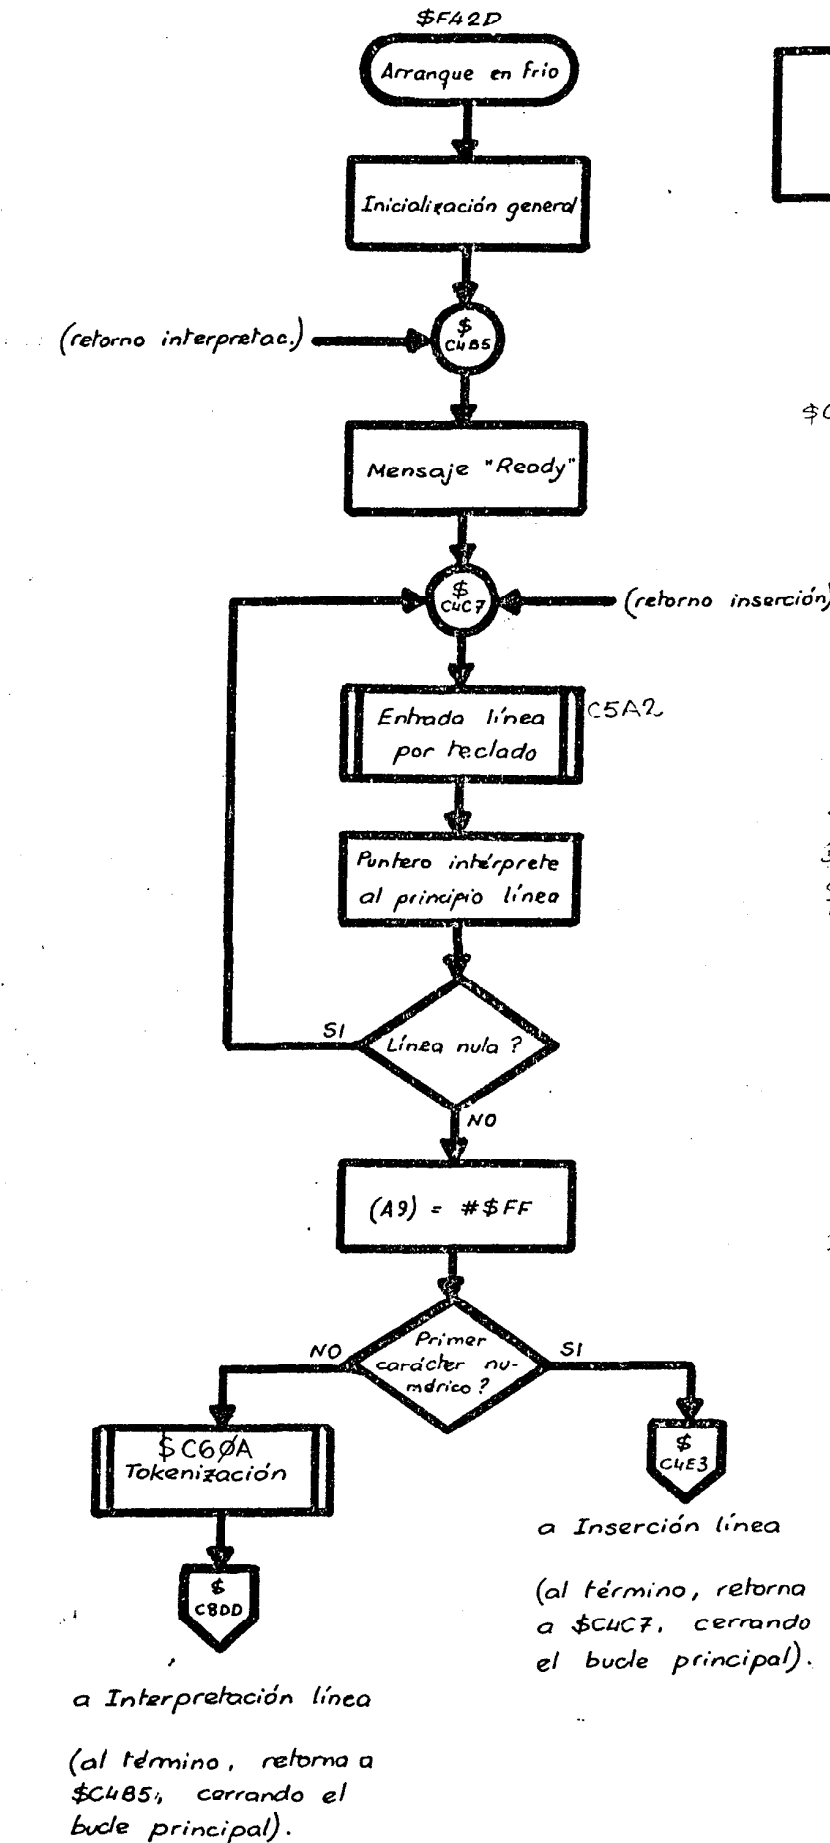 $F42D
Arranque en frío
Inicialización general
(retorno interpretac.)
$
C4B5
Mensaje "Ready"
$
C4C7
(retorno inserción)
Entrada línea
por teclado
C5A2
Puntero intérprete
al principio línea
SI
Línea nula ?
NO
(A9) = #$FF
NO
Primer
carácter nu-
mérico ?
SI
$C6ØA
Tokenización
$
C4E3
a Inserción línea
$
C8DD
(al término, retorna
a $C4C7, cerrando
el bucle principal).
a Interpretación línea
(al término, retorna a
$C4B5, cerrando el
bucle principal).